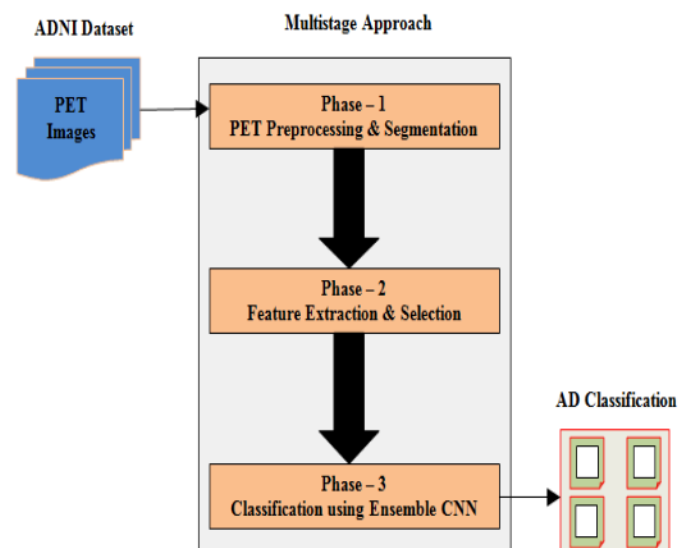 ADNI Dataset
Multistage Approach
PET
Images
Phase – 1
PET Preprocessing & Segmentation
Phase – 2
Feature Extraction & Selection
AD Classification
Phase – 3
Classification using Ensemble CNN